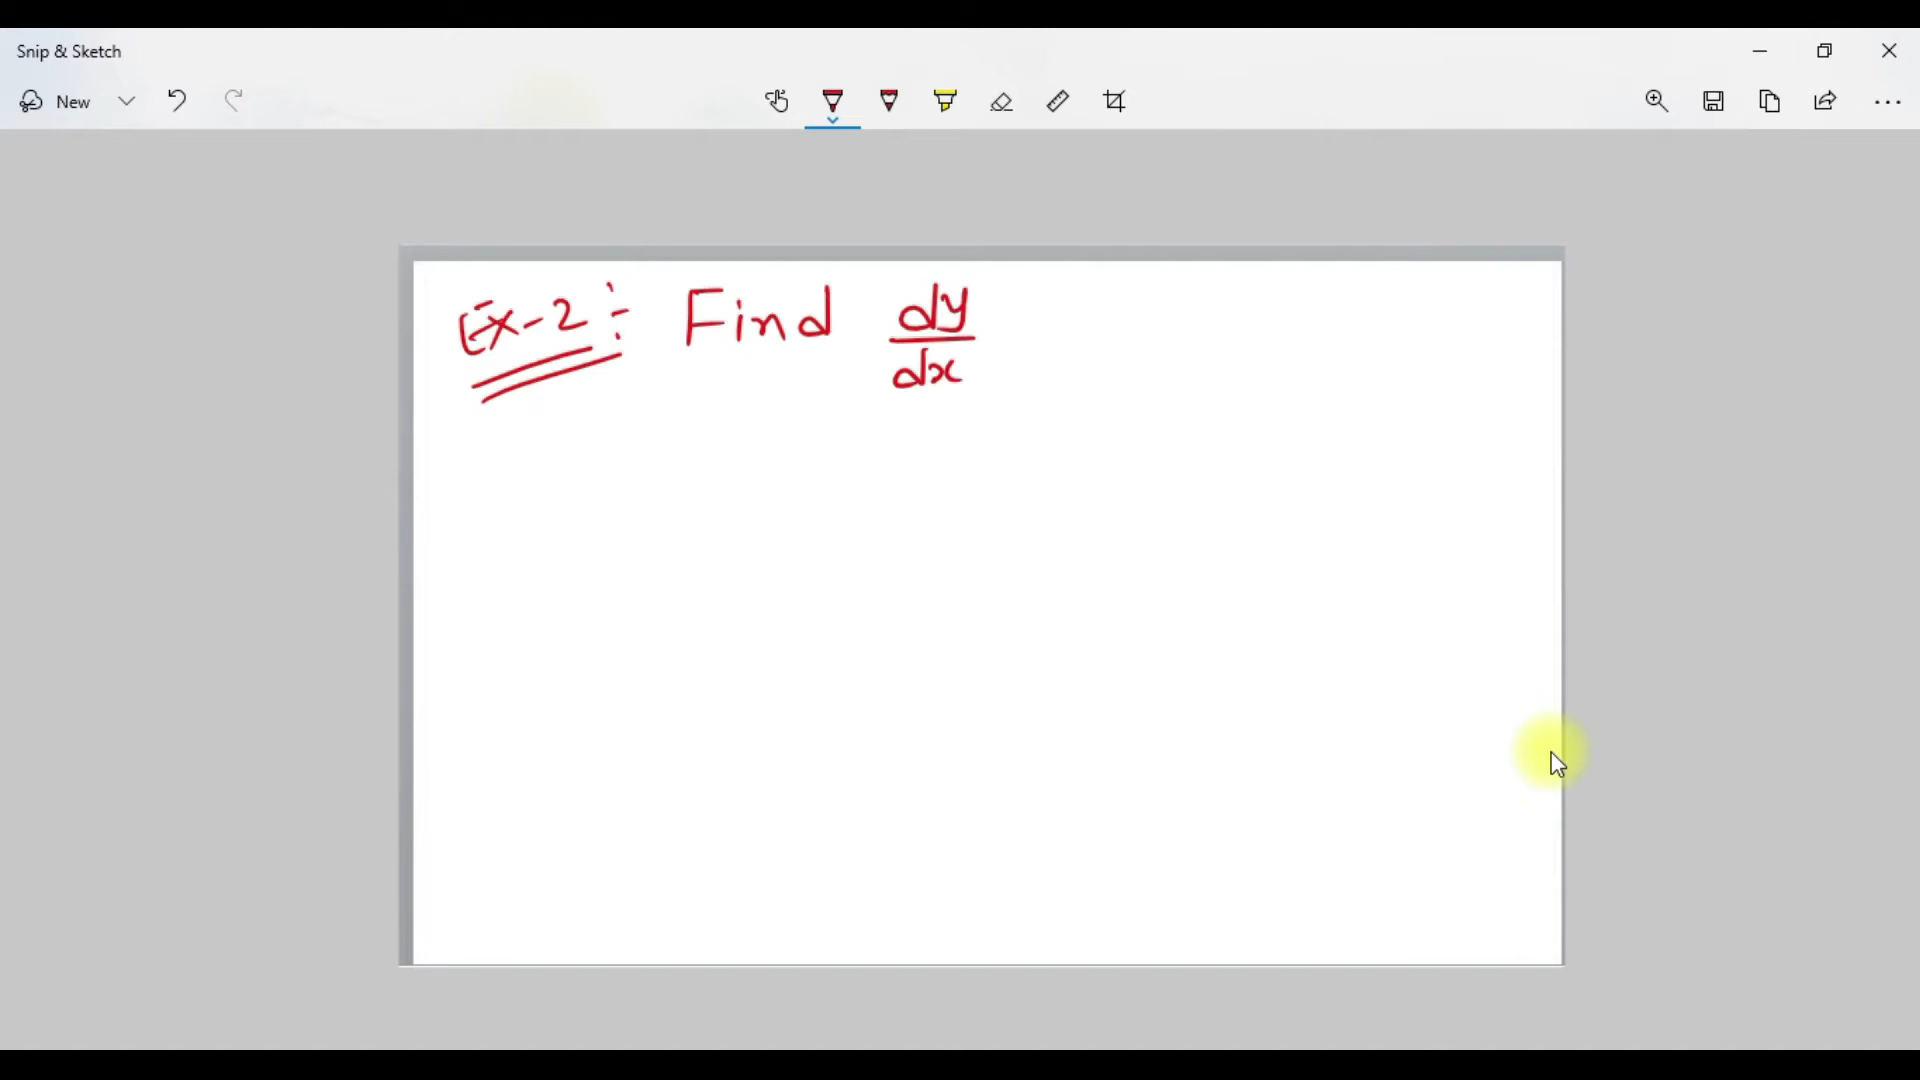 Snip & Sketch
New
Ex-2 :- Find dy/dx